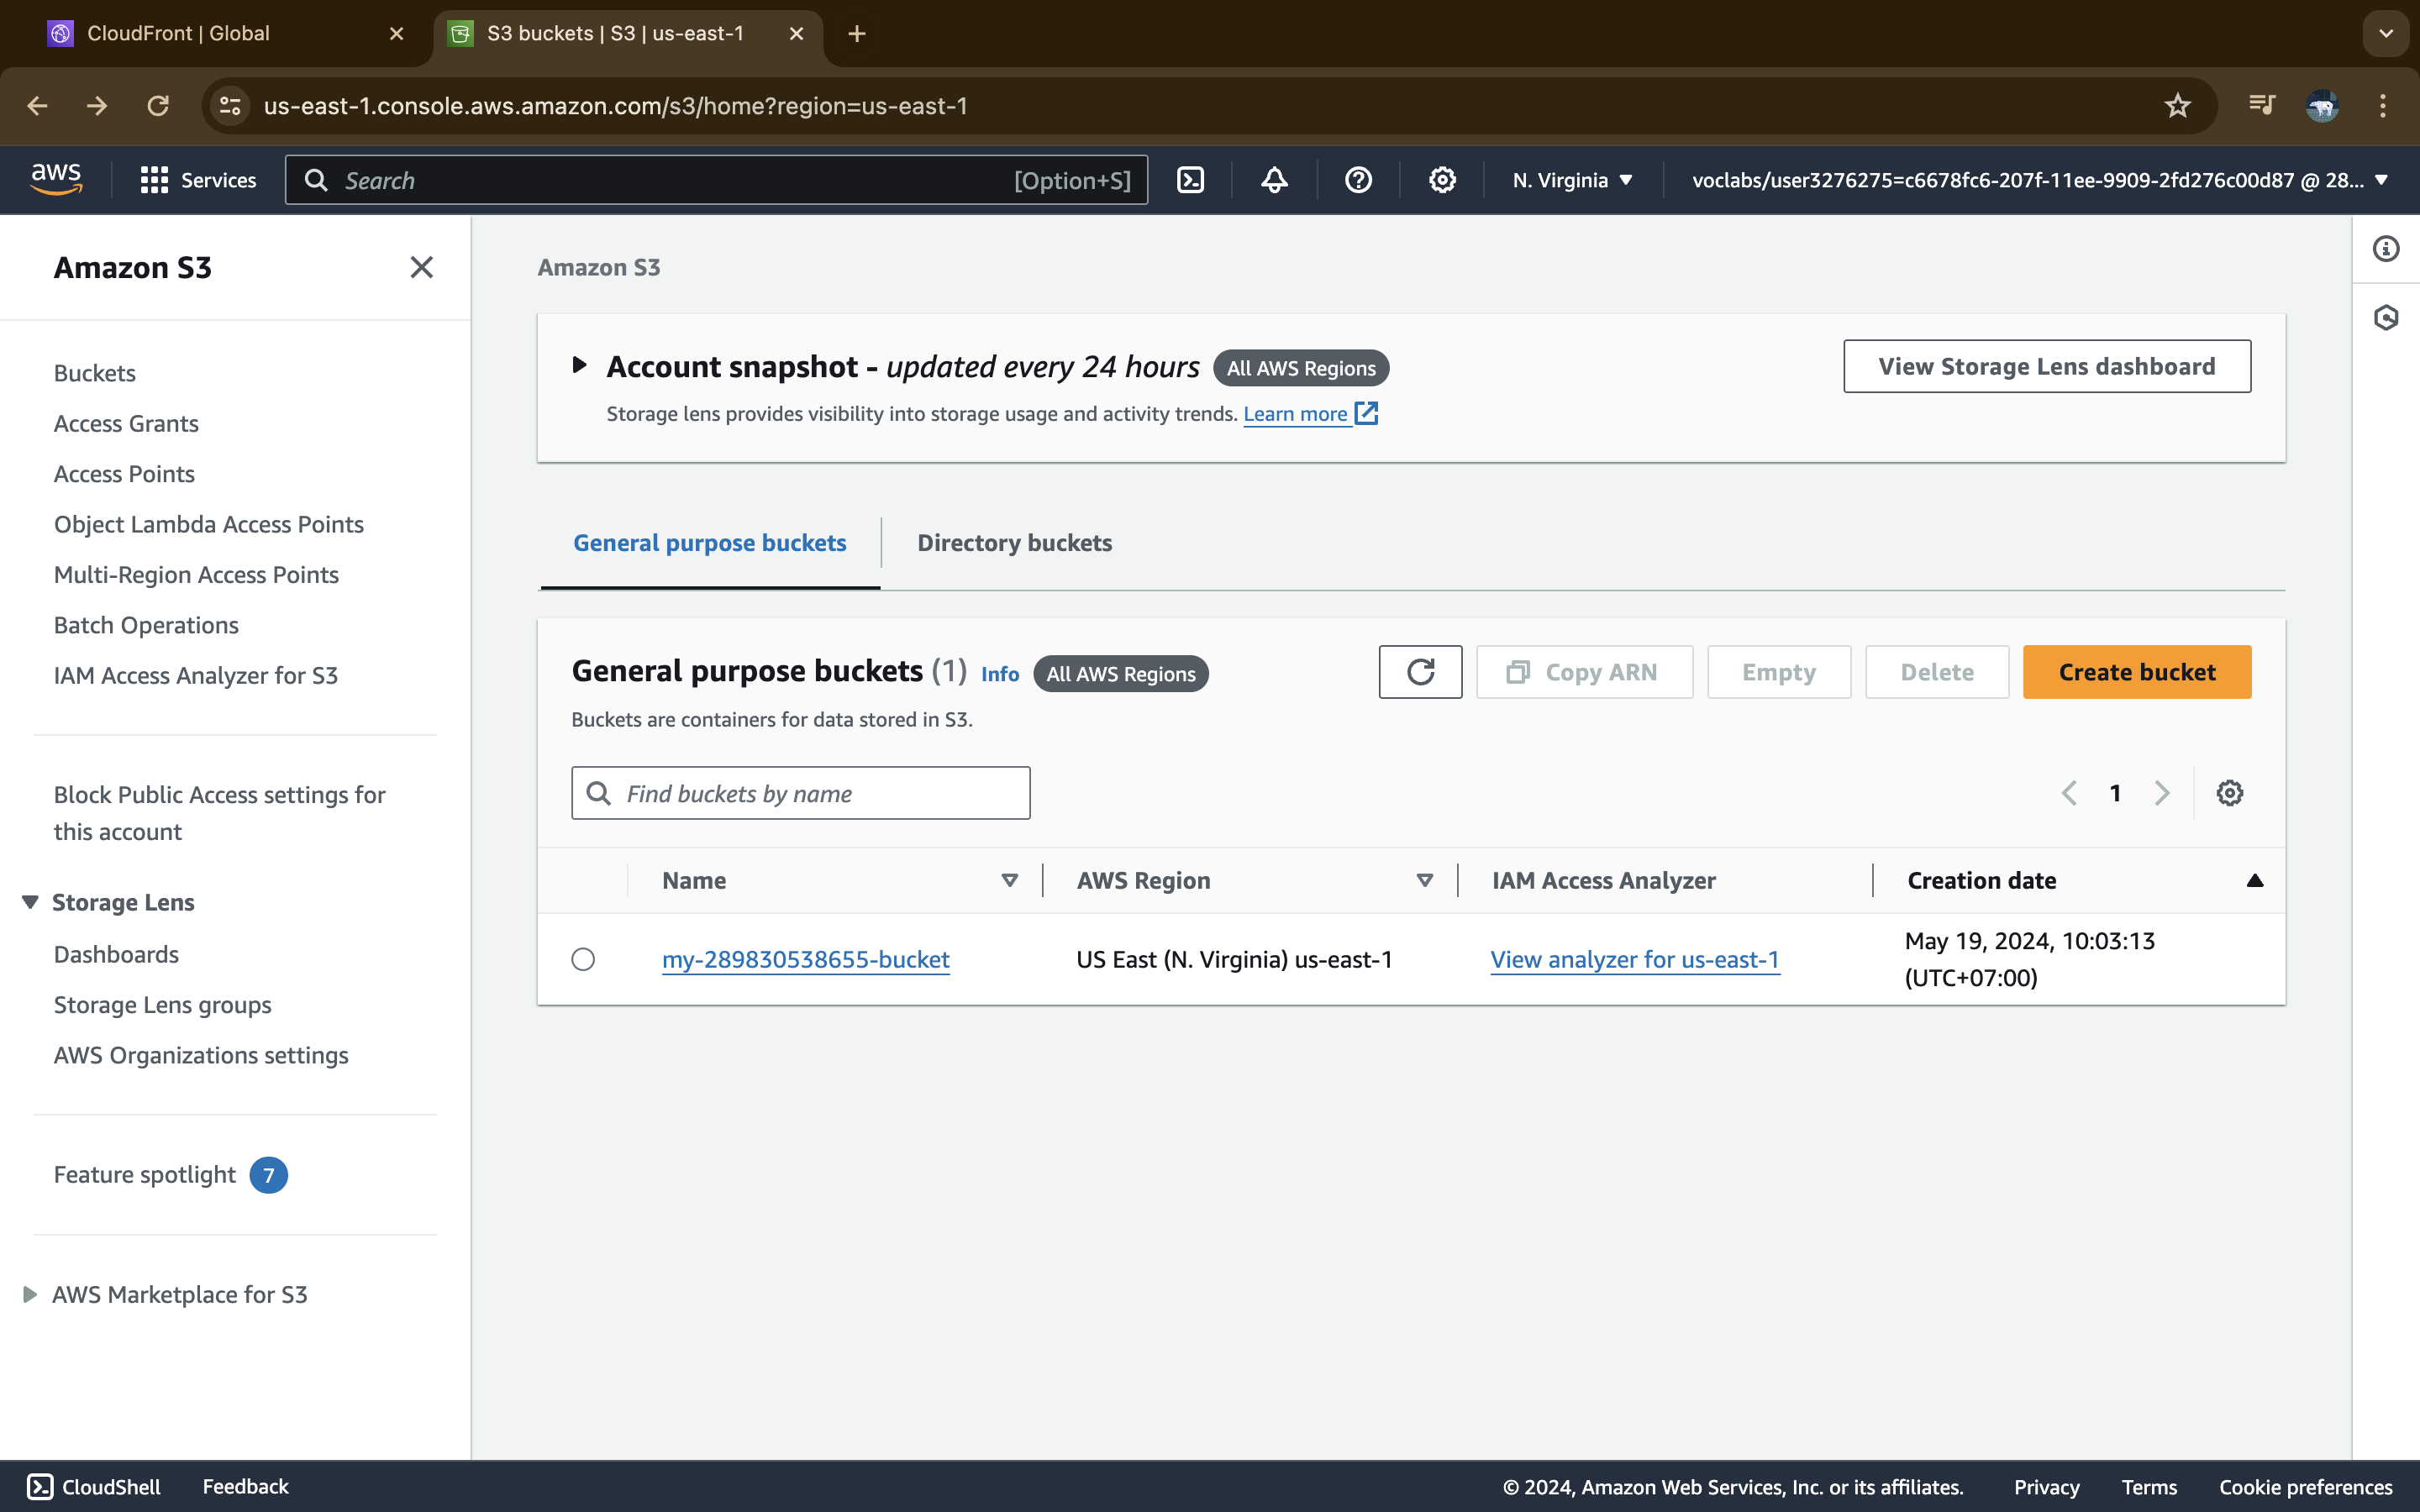 CloudFront | Global
S3 buckets | S3 | us-east-1
us-east-1.console.aws.amazon.com/s3/home?region=us-east-1
aws
Services
Search
[Option+S]
N. Virginia
voclabs/user3276275=c6678fc6-207f-11ee-9909-2fd276c00d87 @ 28...
Amazon S3
Buckets
Access Grants
Access Points
Object Lambda Access Points
Multi-Region Access Points
Batch Operations
IAM Access Analyzer for S3
Block Public Access settings for
this account
Storage Lens
Dashboards
Storage Lens groups
AWS Organizations settings
Feature spotlight 7
AWS Marketplace for S3
Amazon S3
Account snapshot - updated every 24 hours All AWS Regions
View Storage Lens dashboard
Storage lens provides visibility into storage usage and activity trends. Learn more
General purpose buckets
Directory buckets
General purpose buckets (1) Info All AWS Regions
Copy ARN
Empty
Delete
Create bucket
Buckets are containers for data stored in S3.
Find buckets by name
1
Name
AWS Region
IAM Access Analyzer
Creation date
my-289830538655-bucket
US East (N. Virginia) us-east-1
View analyzer for us-east-1
May 19, 2024, 10:03:13
(UTC+07:00)
CloudShell
Feedback
© 2024, Amazon Web Services, Inc. or its affiliates.
Privacy
Terms
Cookie preferences